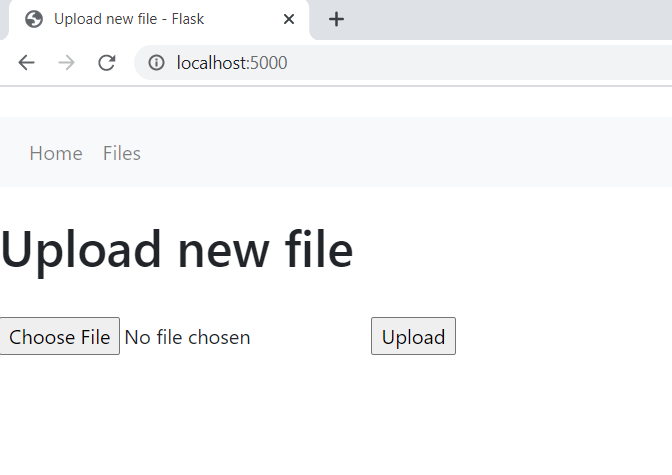 Upload new file - Flask
localhost:5000
Home Files
Upload new file
Choose File No file chosen Upload